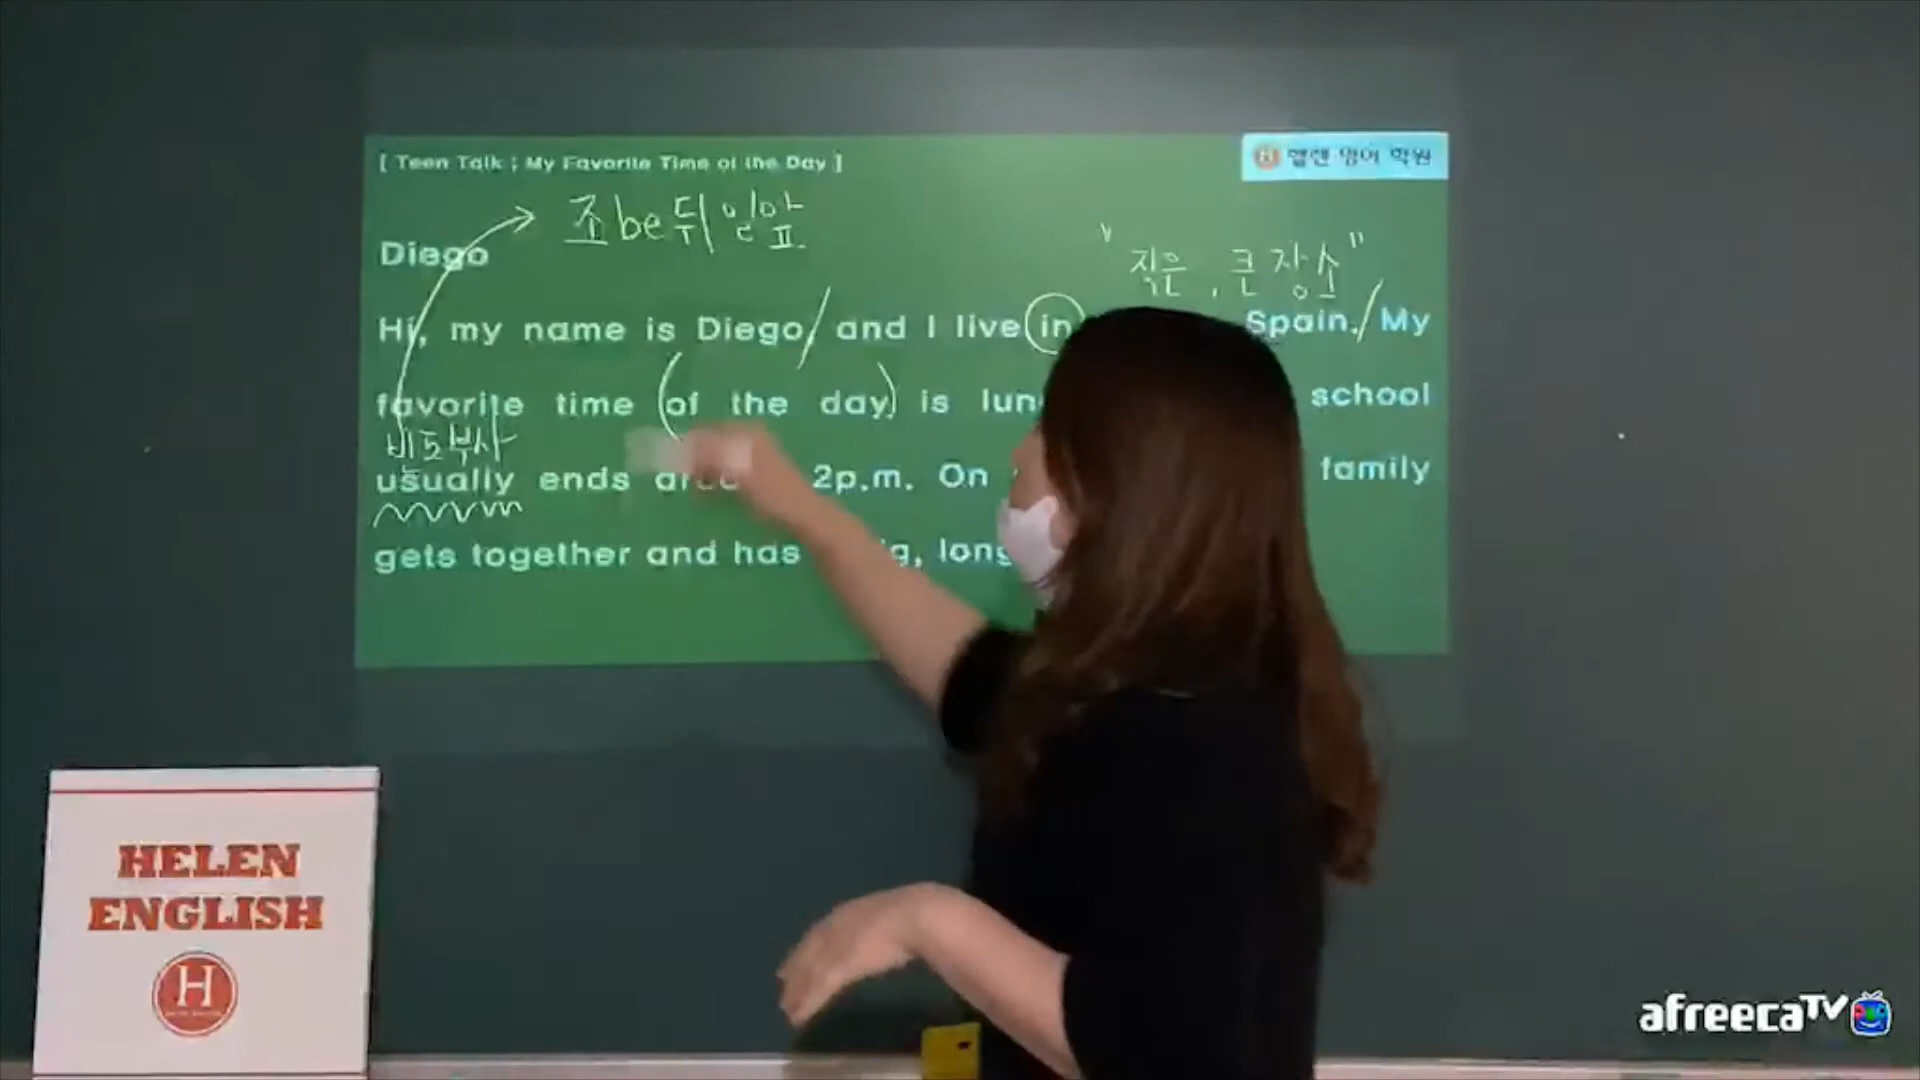 [ Teen Talk ; My Favorite Time of the Day ]
H 헬렌 영어 학원
조be뒤 일앞
Diego
"작은, 큰 장소"
Hi, my name is Diego/ and I live in Spain./ My
favorite time (of the day) is school
빈도부사
usually ends 2p.m. On family
gets together and has long
HELEN
ENGLISH
H
afreecaTV